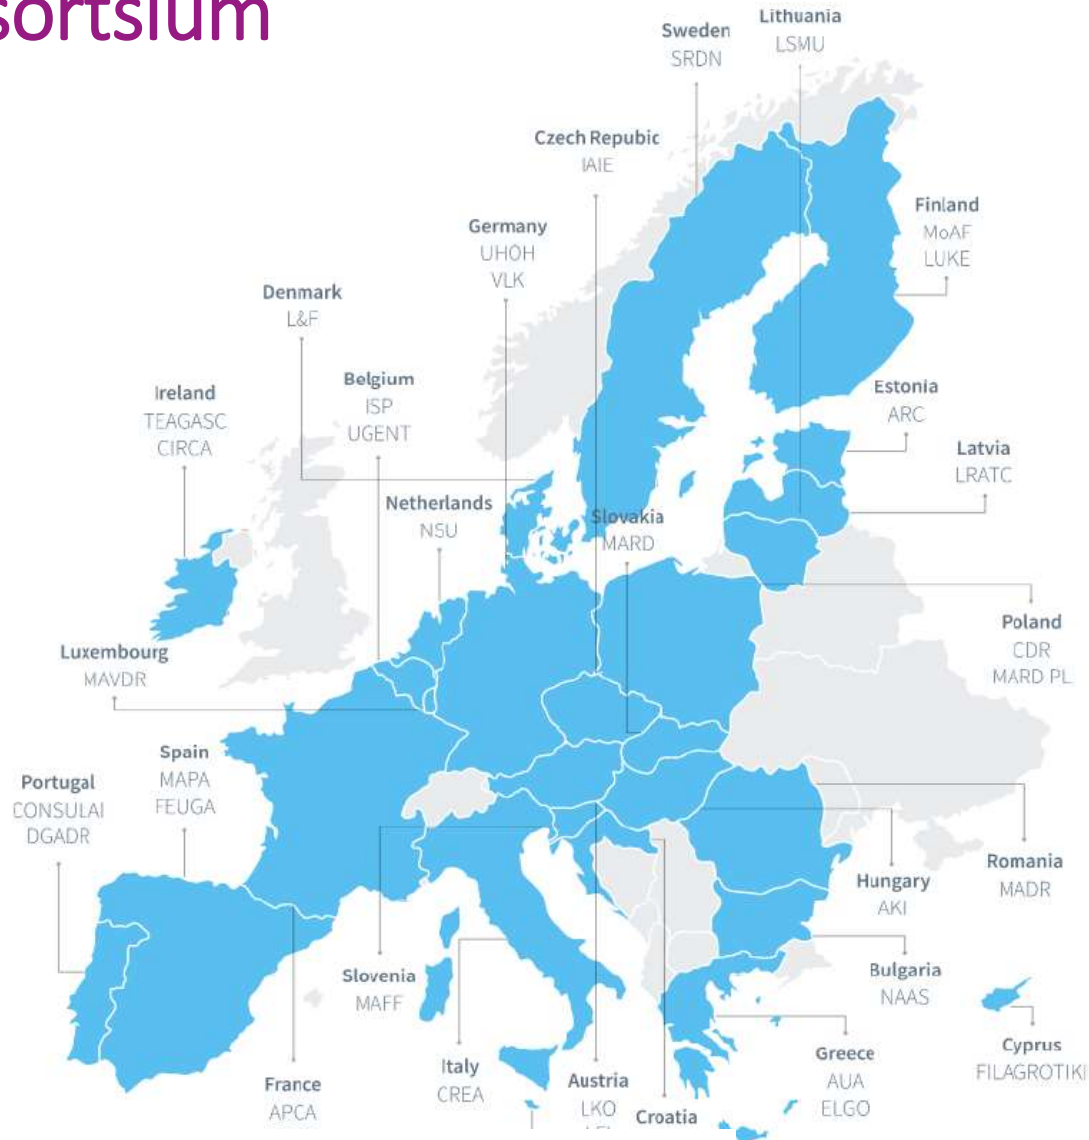 sortsium
Lithuania
LSMU
Sweden
SRDN
Czech Repubic
IAIE
Finland
MoAF
LUKE
Germany
UHOH
VLK
Denmark
L&F
Belgium
ISP
UGENT
Ireland
TEAGASC
CIRCA
Estonia
ARC
Latvia
LRATC
Netherlands
NSU
Slovakia
MARD
Poland
CDR
MARD PL
Luxembourg
MAVDR
Spain
MAPA
FEUGA
Portugal
CONSULAI
DGADR
Romania
MADR
Hungary
AKI
Slovenia
MAFF
Bulgaria
NAAS
Cyprus
FILAGROTIKI
Greece
AUA
ELGO
Italy
CREA
Austria
LKO
France
APCA
Croatia